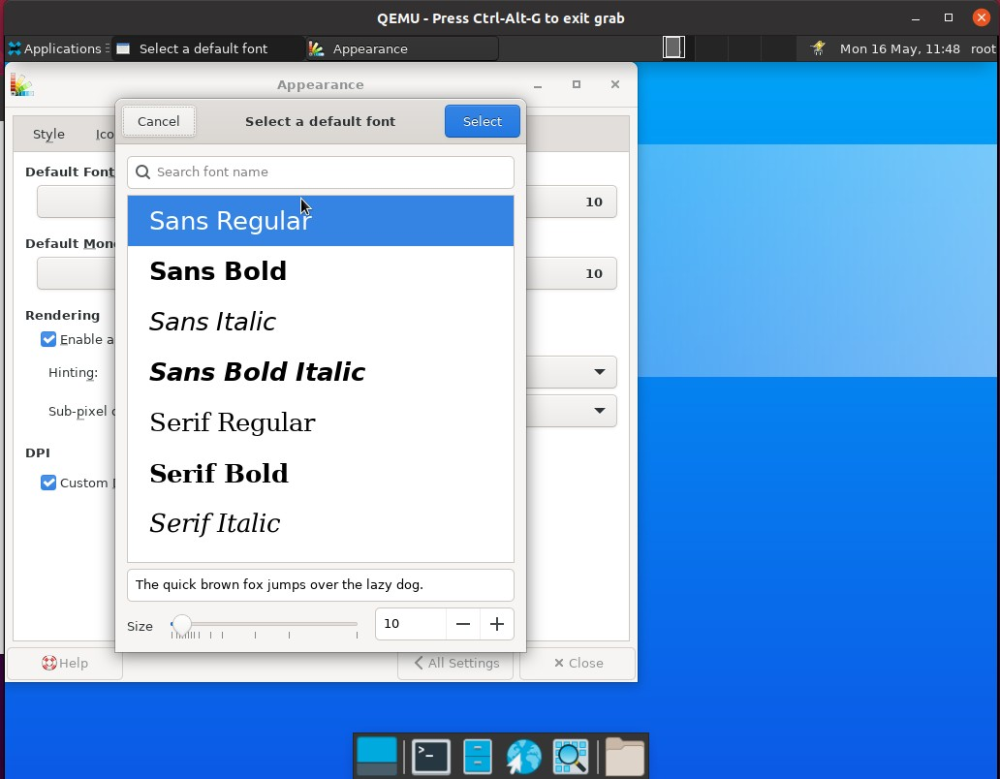 QEMU - Press Ctrl-Alt-G to exit grab
Applications Select a default font Appearance Mon 16 May, 11:48 root
Appearance
Cancel Select a default font Select
Style Ico
Search font name
Default Font
10
Sans Regular
Default Mono
Sans Bold
10
Rendering
Sans Italic
Enable a
Hinting:
Sans Bold Italic
Sub-pixel o
Serif Regular
DPI
Serif Bold
Custom
Serif Italic
The quick brown fox jumps over the lazy dog.
Size 10
Help All Settings Close